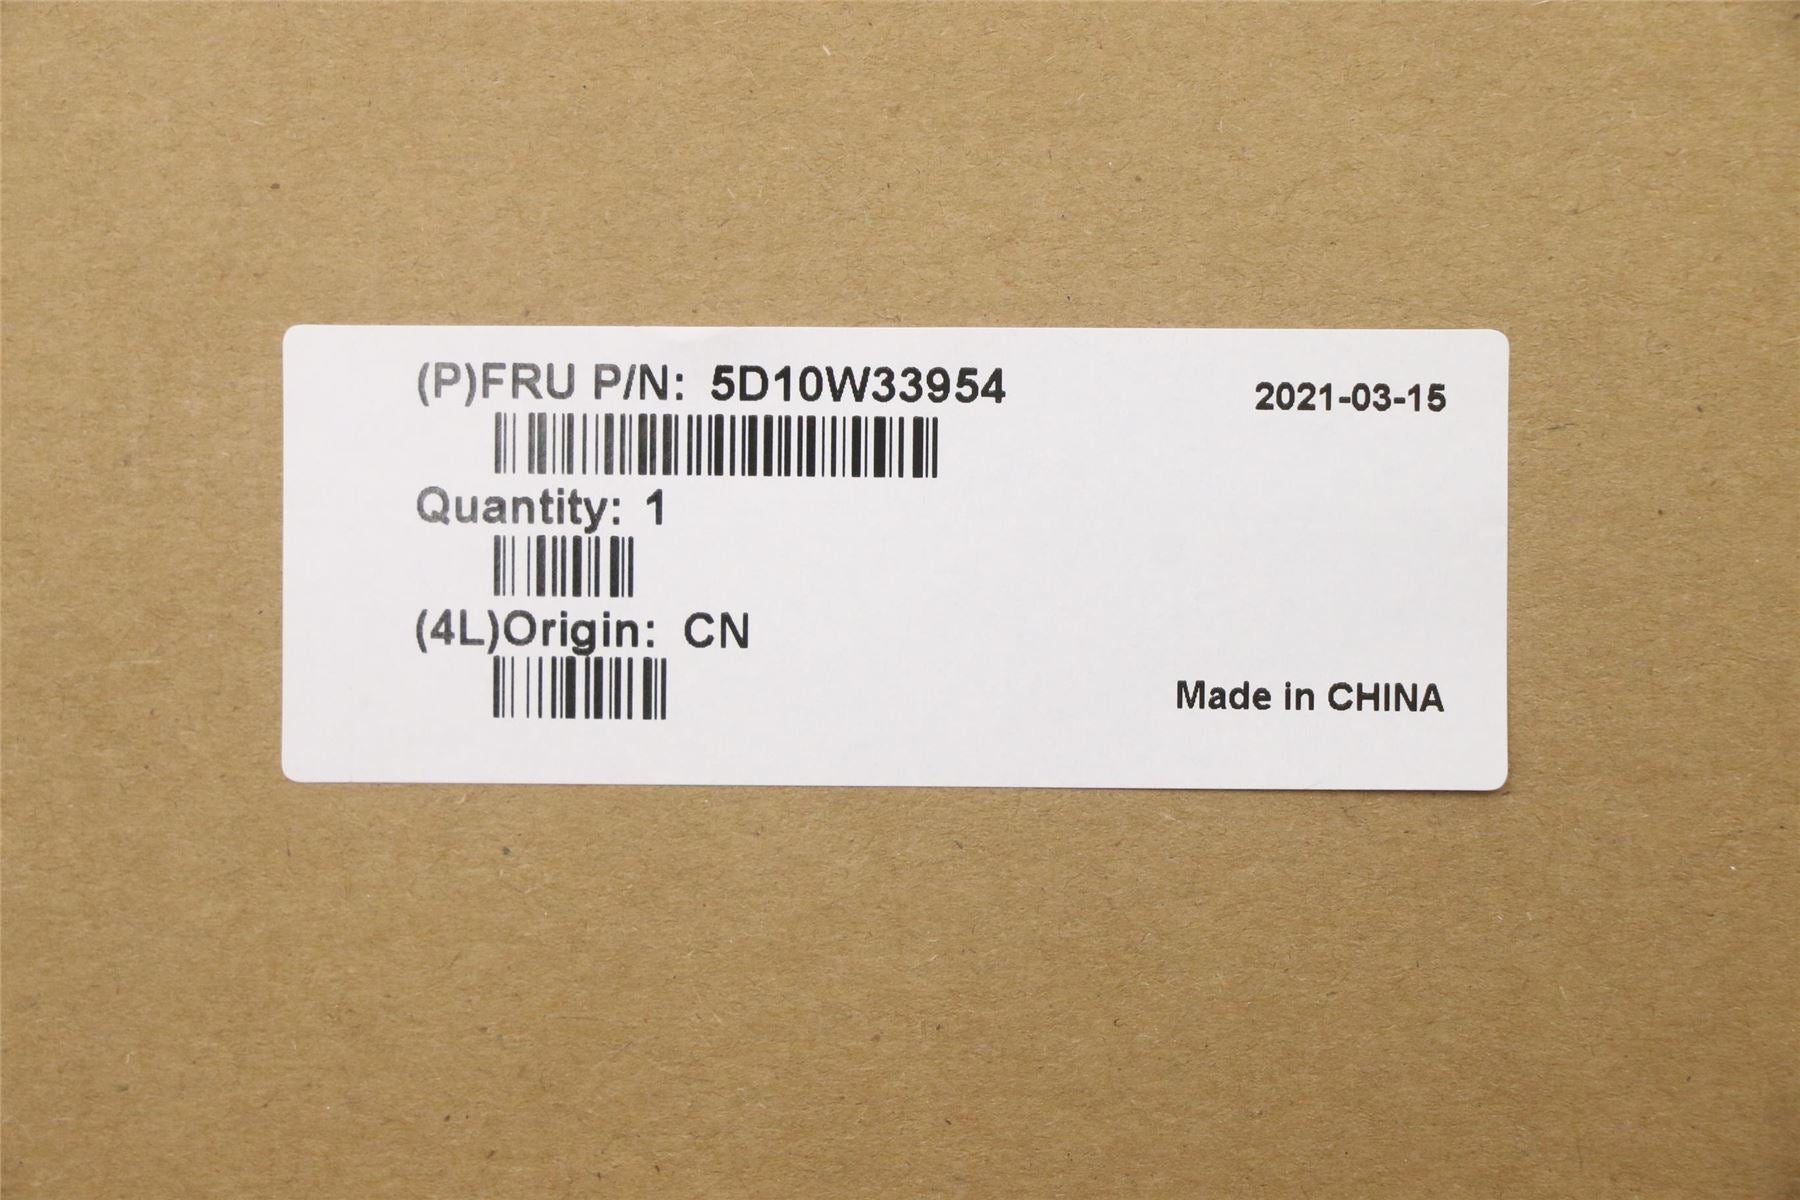 (P)FRU P/N: 5D10W33954
2021-03-15
Quantity: 1
(4L)Origin: CN
Made in CHINA